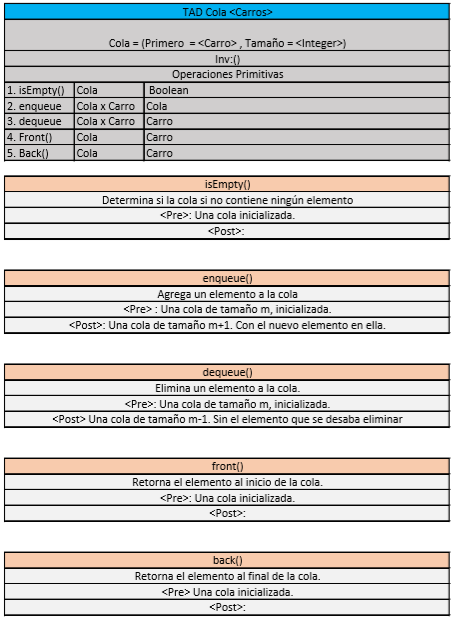 TAD Cola <Carros>
Cola = (Primero = <Carro> , Tamaño = <Integer>)
Inv:()
Operaciones Primitivas
1. isEmpty() Cola Boolean
2. enqueue Cola x Carro Cola
3. dequeue Cola x Carro Carro
4. Front() Cola Carro
5. Back() Cola Carro
isEmpty()
Determina si la cola si no contiene ningún elemento
<Pre>: Una cola inicializada.
<Post>:
enqueue()
Agrega un elemento a la cola
<Pre> : Una cola de tamaño m, inicializada.
<Post>: Una cola de tamaño m+1. Con el nuevo elemento en ella.
dequeue()
Elimina un elemento a la cola.
<Pre>: Una cola de tamaño m, inicializada.
<Post> Una cola de tamaño m-1. Sin el elemento que se desaba eliminar
front()
Retorna el elemento al inicio de la cola.
<Pre>: Una cola inicializada.
<Post>:
back()
Retorna el elemento al final de la cola.
<Pre> Una cola inicializada.
<Post>: